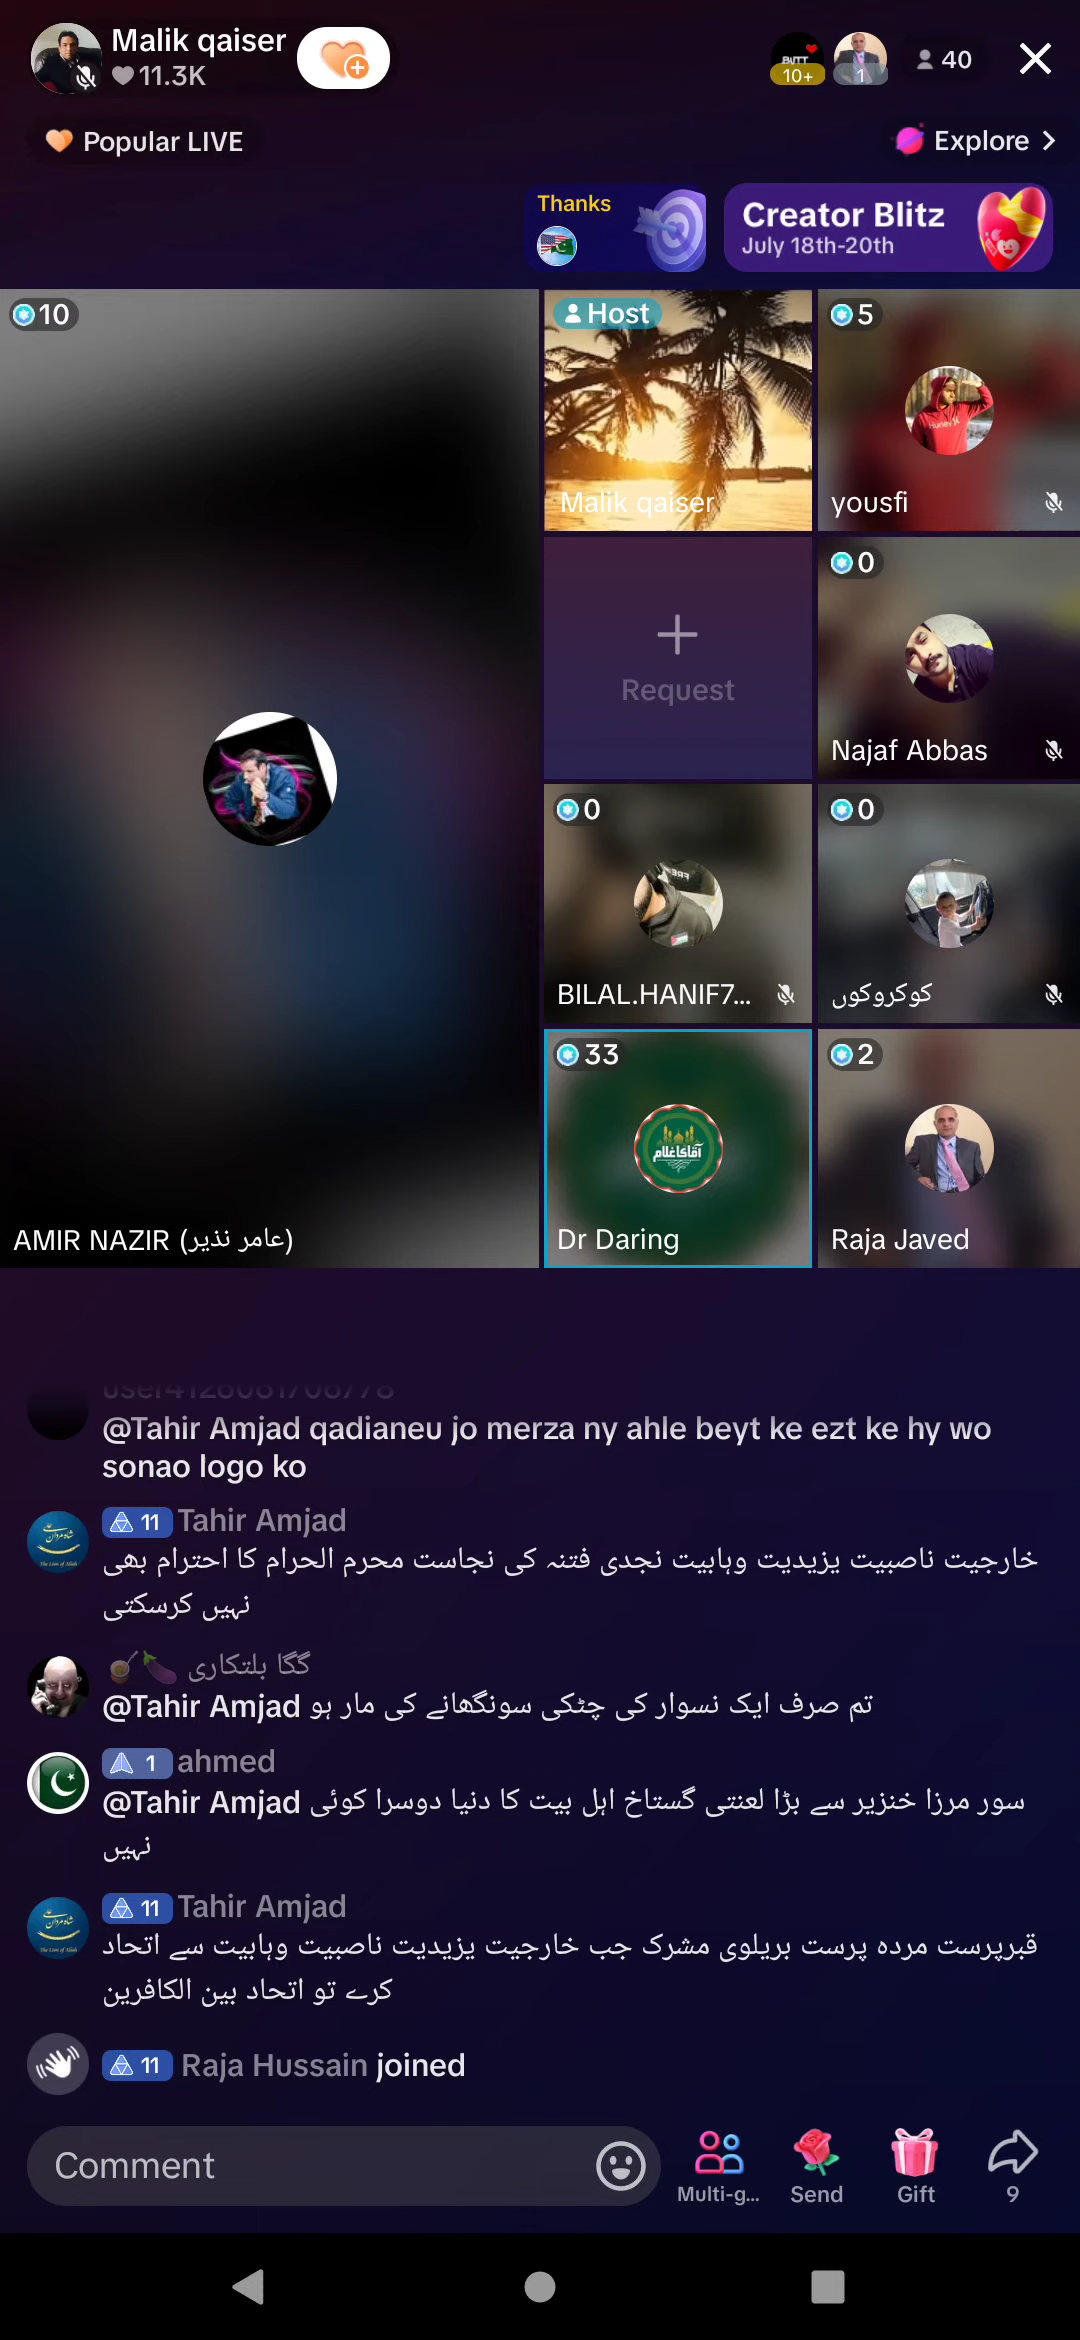 Malik qaiser
11.3K
10+
1
40
Popular LIVE
Explore
Thanks
Creator Blitz
July 18th-20th
10
Host
5
Malik qaiser
yousfi
0
Request
Najaf Abbas
0
0
BILAL.HANIF7...
کوکروکوں
33
2
آقا کا غلام
AMIR NAZIR (عامر نذیر)
Dr Daring
Raja Javed
user4128061706778
@Tahir Amjad qadianeu jo merza ny ahle beyt ke ezt ke hy wo
sonao logo ko
11 Tahir Amjad
خارجیت ناصبیت یزیدیت وہابیت نجدی فتنہ کی نجاست محرم الحرام کا احترام بھی
نہیں کرسکتی
گگا بلتکاری 🍆
@Tahir Amjad تم صرف ایک نسوار کی چٹکی سونگھانے کی مار ہو
1 ahmed
@Tahir Amjad سور مرزا خنزیر سے بڑا لعنتی گستاخ اہل بیت کا دنیا دوسرا کوئی
نہیں
11 Tahir Amjad
قبرپرست مردہ پرست بریلوی مشرک جب خارجیت یزیدیت ناصبیت وہابیت سے اتحاد
کرے تو اتحاد بین الکافرین
11 Raja Hussain joined
Comment
Multi-g...
Send
Gift
9